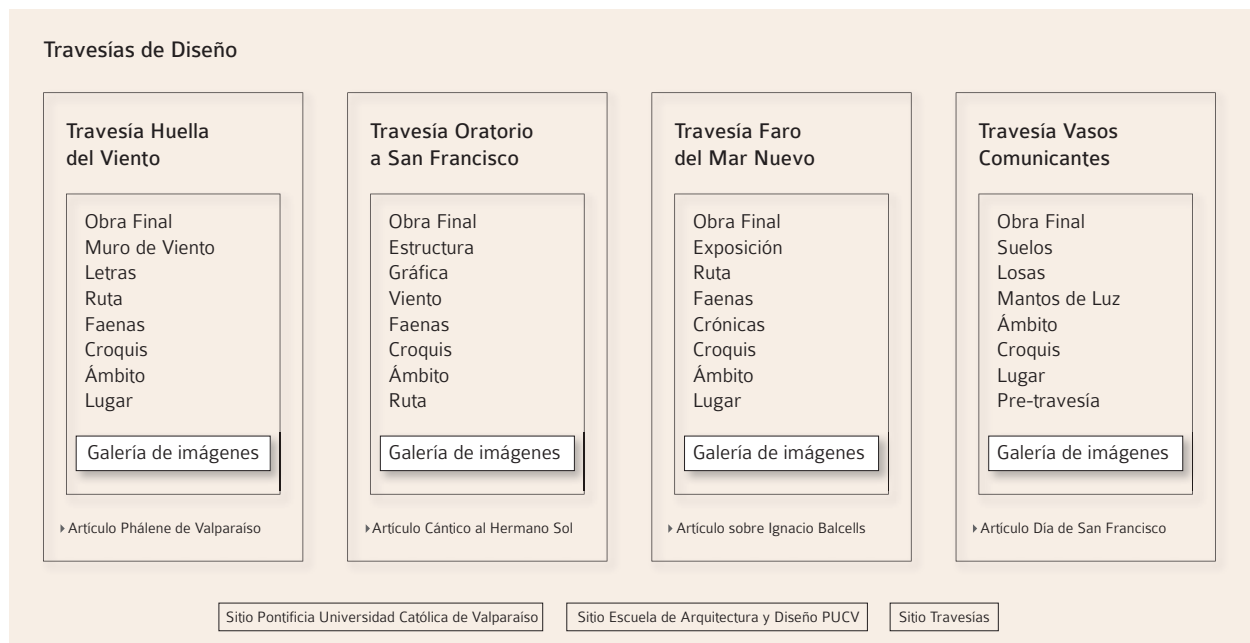 Travesías de Diseño
Travesía Huella
del Viento
Obra Final
Muro de Viento
Letras
Ruta
Faenas
Croquis
Ámbito
Lugar
Galería de imágenes
Artículo Phálene de Valparaíso
Travesía Oratorio
a San Francisco
Obra Final
Estructura
Gráfica
Viento
Faenas
Croquis
Ámbito
Ruta
Galería de imágenes
Artículo Cántico al Hermano Sol
Travesía Faro
del Mar Nuevo
Obra Final
Exposición
Ruta
Faenas
Crónicas
Croquis
Ámbito
Lugar
Galería de imágenes
Artículo sobre Ignacio Balcells
Travesía Vasos
Comunicantes
Obra Final
Suelos
Losas
Mantos de Luz
Ámbito
Croquis
Lugar
Pre-travesía
Galería de imágenes
Artículo Día de San Francisco
Sitio Pontificia Universidad Católica de Valparaíso
Sitio Escuela de Arquitectura y Diseño PUCV
Sitio Travesías